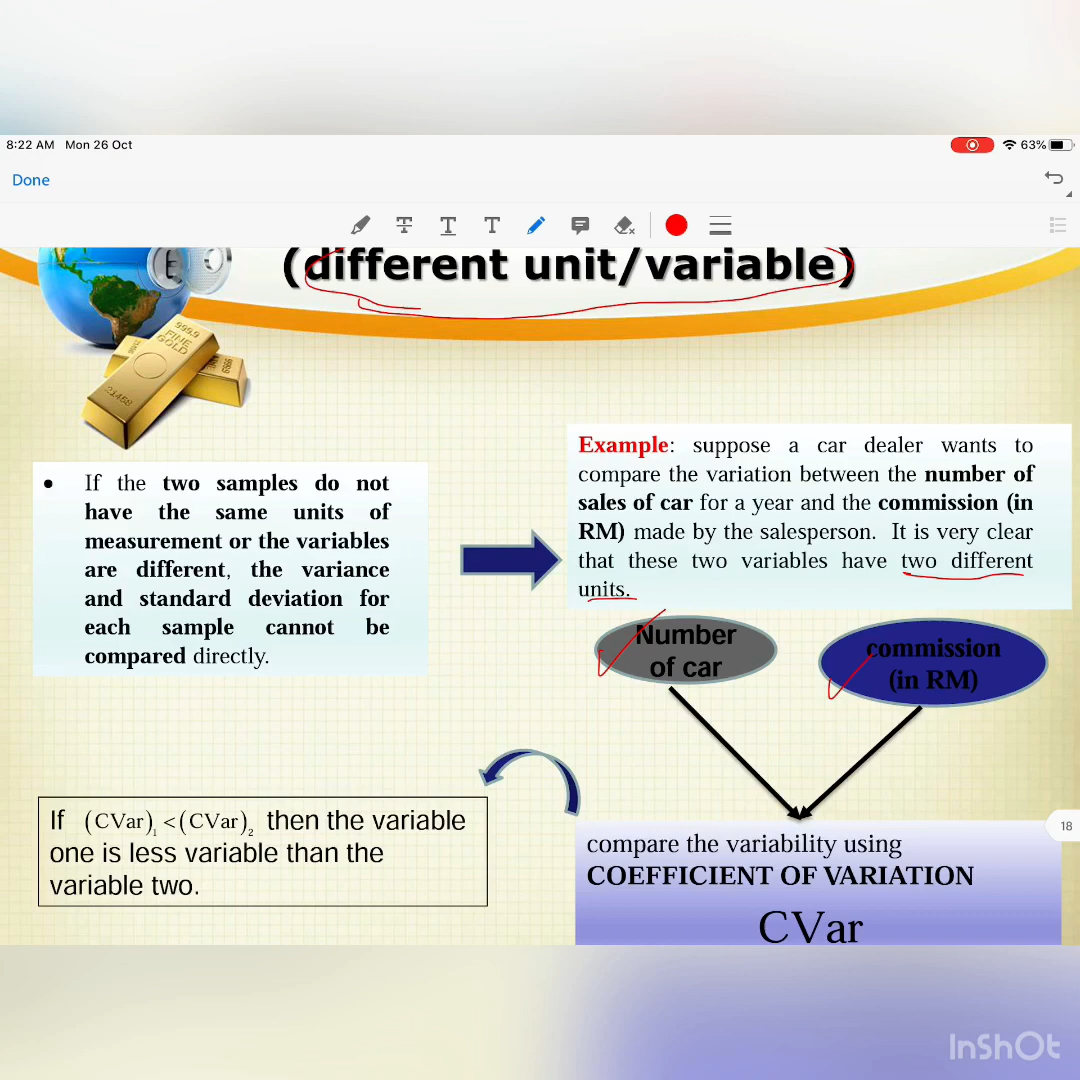 8:22 AM Mon 26 Oct
63%
Done
(different unit/variable)
999.9
FINE
GOLD
21458
Example: suppose a car dealer wants to
compare the variation between the number of
sales of car for a year and the commission (in
RM) made by the salesperson. It is very clear
that these two variables have two different
units.
• If the two samples do not
have the same units of
measurement or the variables
are different, the variance
and standard deviation for
each sample cannot be
compared directly.
Number
of car
commission
(in RM)
If (CVar)₁ < (CVar)₂ then the variable
one is less variable than the
variable two.
18
compare the variability using
COEFFICIENT OF VARIATION
CVar
InShOt